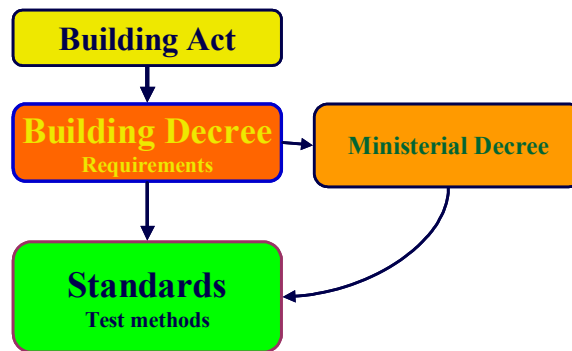 Building Act
Building Decree
Requirements
Ministerial Decree
Standards
Test methods